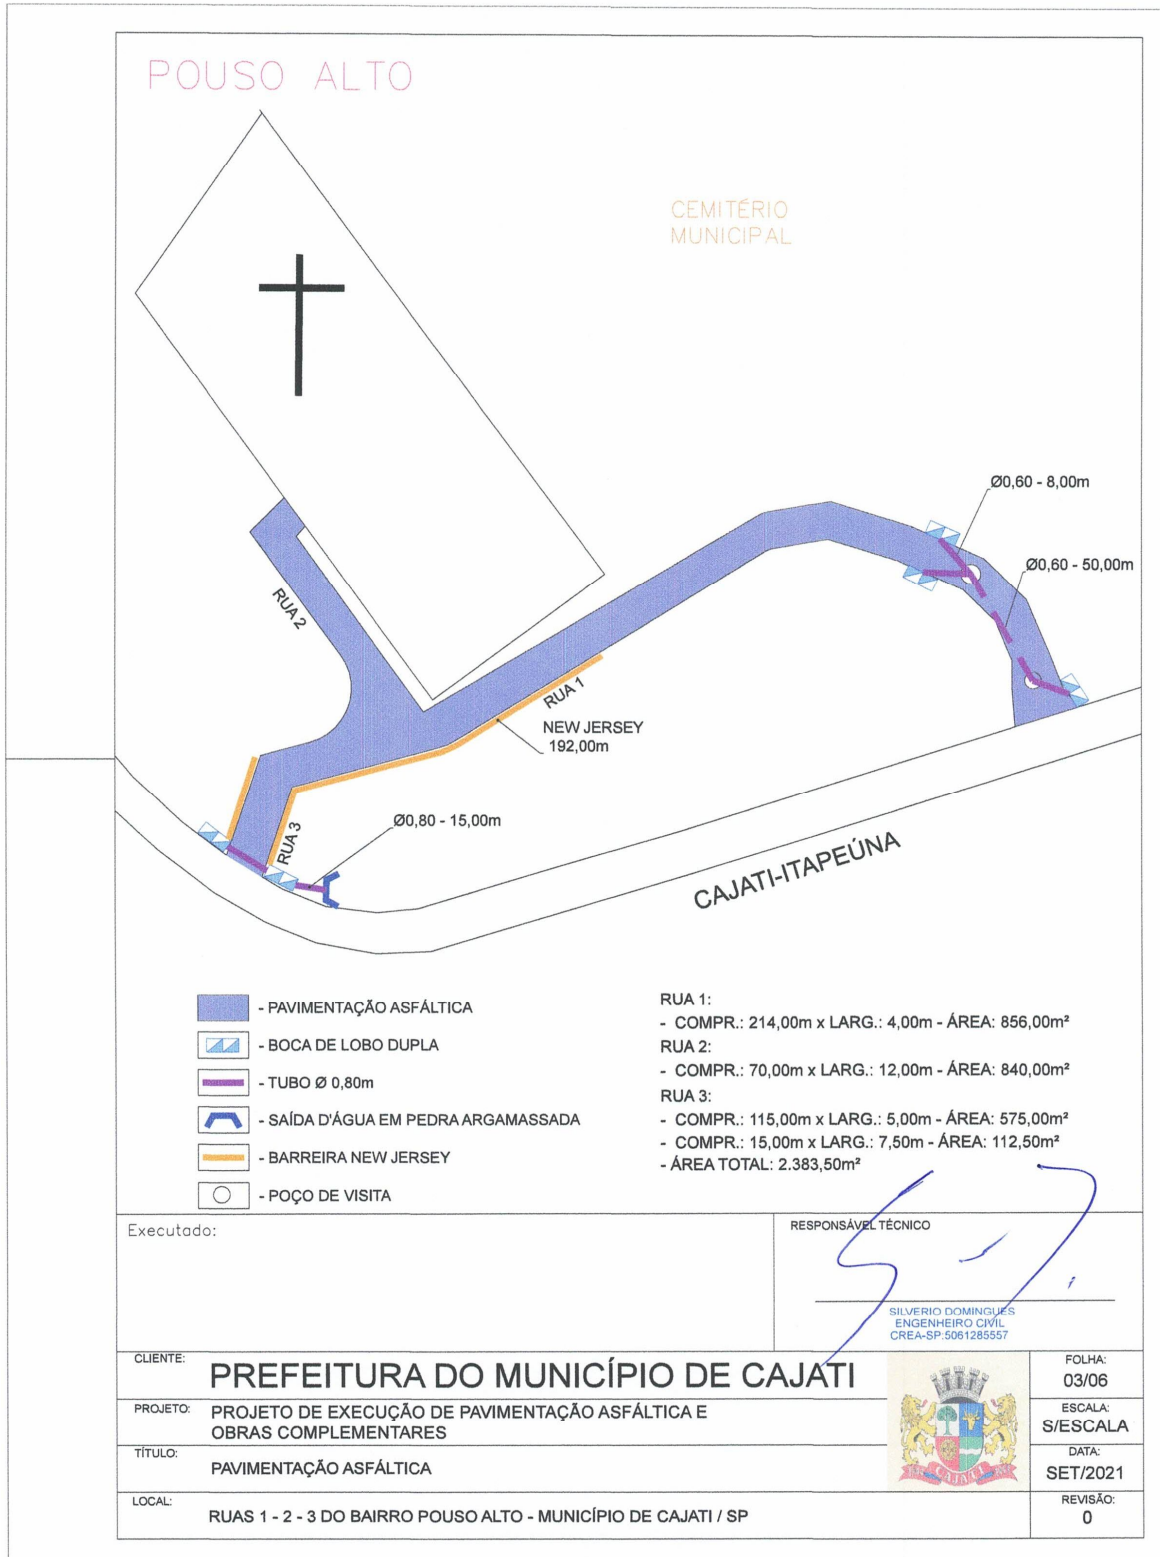 POUSO ALTO
CEMITÉRIO
MUNICIPAL
Ø0,60 - 8,00m
Ø0,60 - 50,00m
RUA 2
RUA 1
NEW JERSEY
192,00m
RUA 3
Ø0,80 - 15,00m
CAJATI-ITAPEÚNA
- PAVIMENTAÇÃO ASFÁLTICA
- BOCA DE LOBO DUPLA
- TUBO Ø 0,80m
- SAÍDA D'ÁGUA EM PEDRA ARGAMASSADA
- BARREIRA NEW JERSEY
- POÇO DE VISITA
RUA 1:
- COMPR.: 214,00m x LARG.: 4,00m - ÁREA: 856,00m²
RUA 2:
- COMPR.: 70,00m x LARG.: 12,00m - ÁREA: 840,00m²
RUA 3:
- COMPR.: 115,00m x LARG.: 5,00m - ÁREA: 575,00m²
- COMPR.: 15,00m x LARG.: 7,50m - ÁREA: 112,50m²
- ÁREA TOTAL: 2.383,50m²
Executado:
RESPONSÁVEL TÉCNICO
SILVERIO DOMINGUES
ENGENHEIRO CIVIL
CREA-SP:5061285557
CLIENTE:
PREFEITURA DO MUNICÍPIO DE CAJATI
PROJETO:
PROJETO DE EXECUÇÃO DE PAVIMENTAÇÃO ASFÁLTICA E
OBRAS COMPLEMENTARES
TÍTULO:
PAVIMENTAÇÃO ASFÁLTICA
LOCAL:
RUAS 1 - 2 - 3 DO BAIRRO POUSO ALTO - MUNICÍPIO DE CAJATI / SP
CAJATI
FOLHA:
03/06
ESCALA:
S/ESCALA
DATA:
SET/2021
REVISÃO:
0